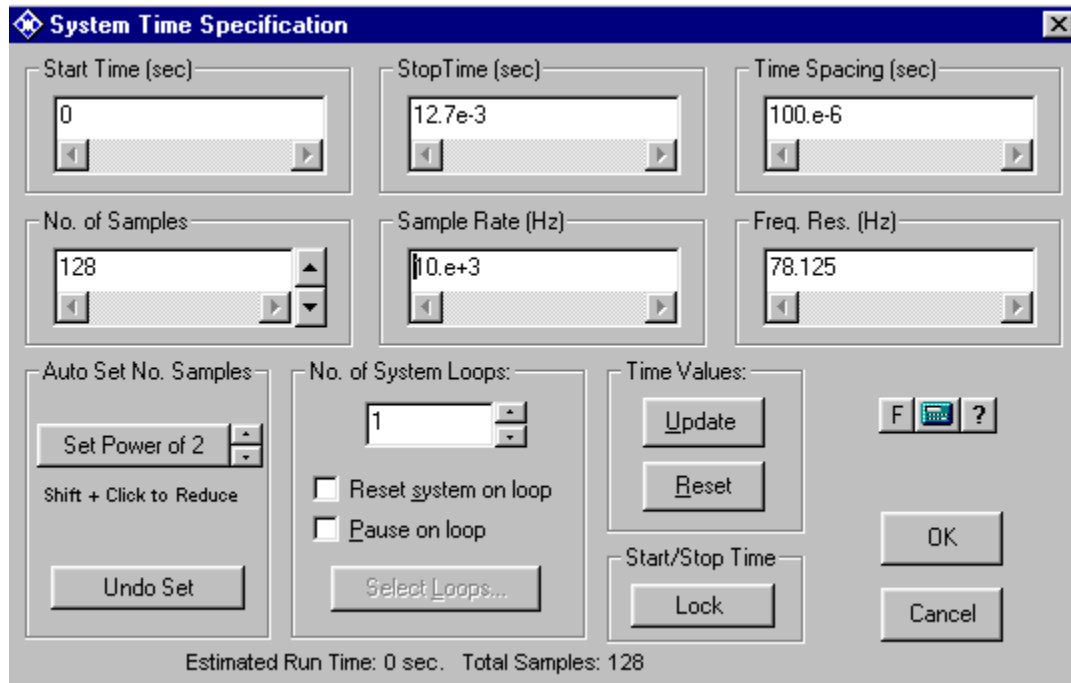 System Time Specification
Start Time (sec)
StopTime (sec)
Time Spacing (sec)
0
12.7e-3
100.e-6
No. of Samples
Sample Rate (Hz)
Freq. Res. (Hz)
128
10.e+3
78.125
Auto Set No. Samples
No. of System Loops:
Time Values:
1
Update
F
?
Set Power of 2
Shift + Click to Reduce
Reset system on loop
Reset
Pause on loop
OK
Start/Stop Time
Undo Set
Select Loops...
Lock
Cancel
Estimated Run Time: 0 sec. Total Samples: 128